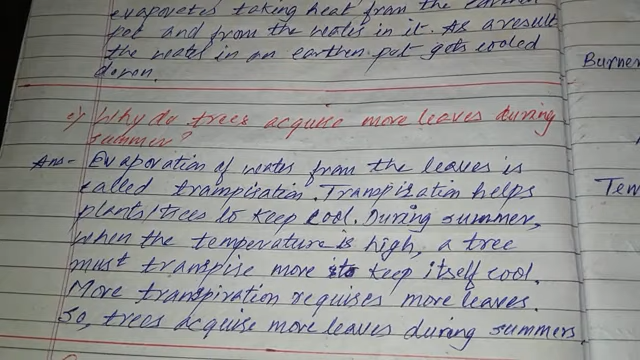 evaporates taking heat from the earthen
pot and from the water in it. As a result
the water in an earthen pot gets cooled
down.
Burner
e) Why do trees acquire more leaves during
summer?
Ans - Evaporation of water from the leaves is
called transpiration. Transpiration helps
plants/trees to keep cool. During summer,
when the temperature is high, a tree
must transpire more to keep itself cool.
More transpiration requires more leaves.
So, trees acquire more leaves during summers
Tem